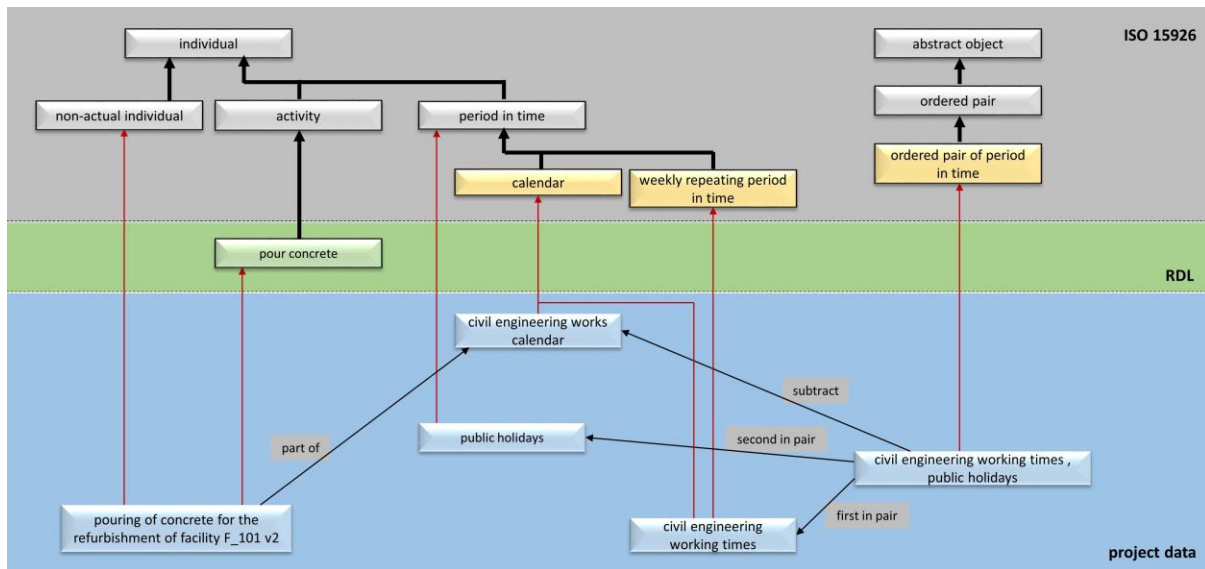 ISO 15926
individual
abstract object
non-actual individual
activity
period in time
ordered pair
ordered pair of period
in time
calendar
weekly repeating period
in time
pour concrete
RDL
civil engineering works
calendar
subtract
public holidays
second in pair
part of
civil engineering working times ,
public holidays
first in pair
pouring of concrete for the
refurbishment of facility F_101 v2
civil engineering
working times
project data